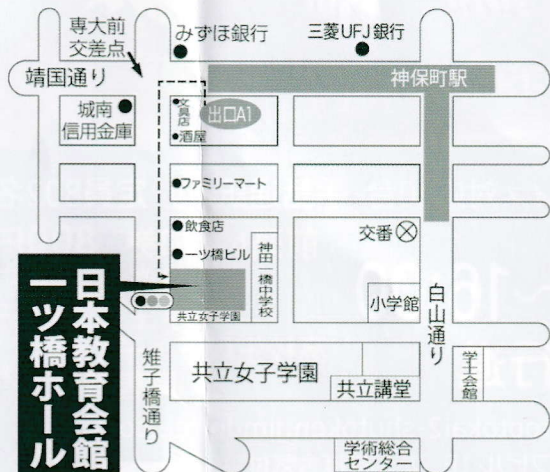 専大前
交差点
みずほ銀行
三菱UFJ銀行
靖国通り
神保町駅
城南
信用金庫
文具店
出口A1
酒屋
ファミリーマート
飲食店
一ツ橋ビル
神田一橋中学校
交番
小学館
白山通り
共立女子学園
日本教育会館
一ツ橋ホール
雉子橋通り
共立女子学園
共立講堂
学士会館
学術総合
センター